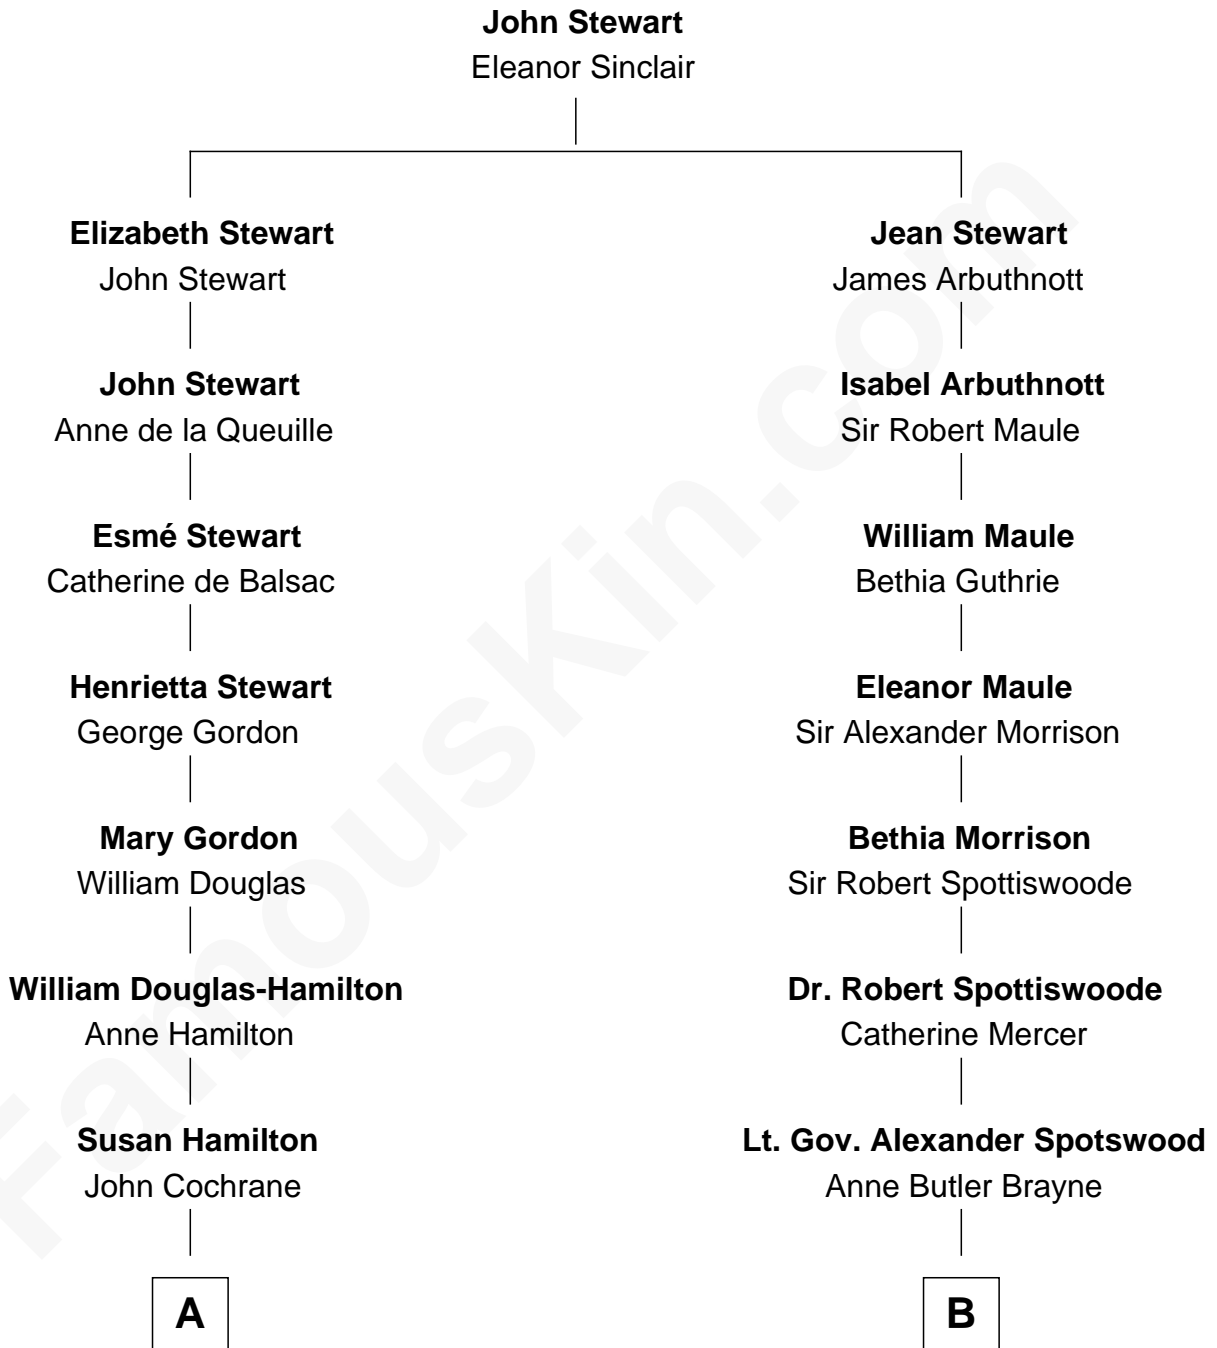 John Stewart
Eleanor Sinclair
Elizabeth Stewart
John Stewart
John Stewart
Anne de la Queuille
Esmé Stewart
Catherine de Balsac
Henrietta Stewart
George Gordon
Mary Gordon
William Douglas
William Douglas-Hamilton
Anne Hamilton
Susan Hamilton
John Cochrane
A
Jean Stewart
James Arbuthnott
Isabel Arbuthnott
Sir Robert Maule
William Maule
Bethia Guthrie
Eleanor Maule
Sir Alexander Morrison
Bethia Morrison
Sir Robert Spottiswoode
Dr. Robert Spottiswoode
Catherine Mercer
Lt. Gov. Alexander Spotswood
Anne Butler Brayne
B
FamousKin.com